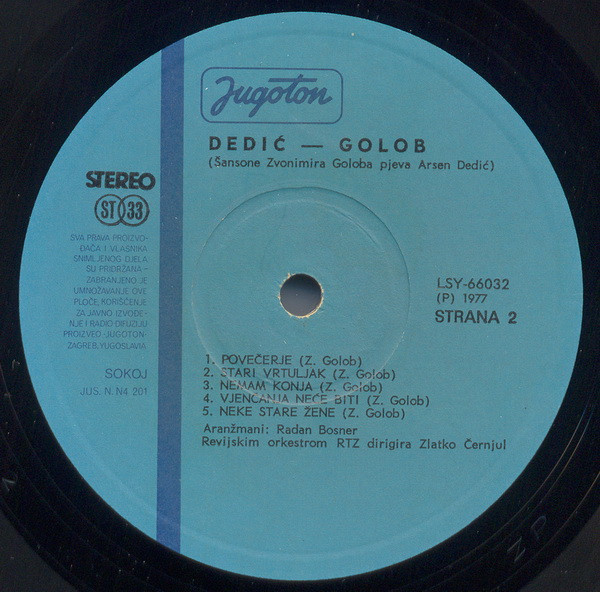 Jugoton
DEDIĆ — GOLOB
(Šansone Zvonimira Goloba pjeva Arsen Dedić)
STEREO
ST 33
SVA PRAVA PROIZVO-
ĐAČA I VLASNIKA
SNIMLJENOG DJELA
SU PRIDRŽANA —
ZABRANJENO JE
UMNOŽAVANJE OVE
PLOČE, KORIŠĆENJE
ZA JAVNO IZVOĐE-
NJE I RADIO DIFUZIJU
PROIZVEO »JUGOTON«
ZAGREB, YUGOSLAVIA
SOKOJ
JUS. N. N4 201
LSY-66032
(P) 1977
STRANA 2
1. POVEČERJE (Z. Golob)
2. STARI VRTULJAK (Z. Golob)
3. NEMAM KONJA (Z. Golob)
4. VJENČANJA NEĆE BITI (Z. Golob)
5. NEKE STARE ŽENE (Z. Golob)
Aranžmani: Radan Bosner
Revijskim orkestrom RTZ dirigira Zlatko Černjul
ZP